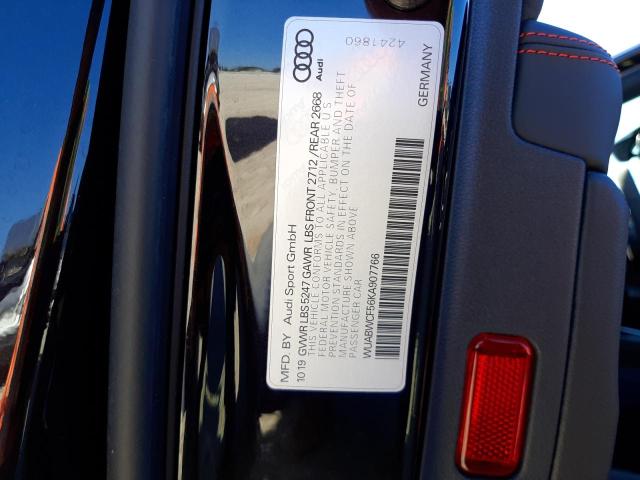 4241860
Audi
MFD. BY Audi Sport GmbH
1019 GVWR LBS 5247 GAWR LBS FRONT 2712 /REAR 2668
THIS VEHICLE CONFORMS TO ALL APPLICABLE U S
FEDERAL MOTOR VEHICLE SAFETY, BUMPER AND THEFT
PREVENTION STANDARDS IN EFFECT ON THE DATE OF
MANUFACTURE SHOWN ABOVE
PASSENGER CAR
WUABWCF56KA907766
GERMANY